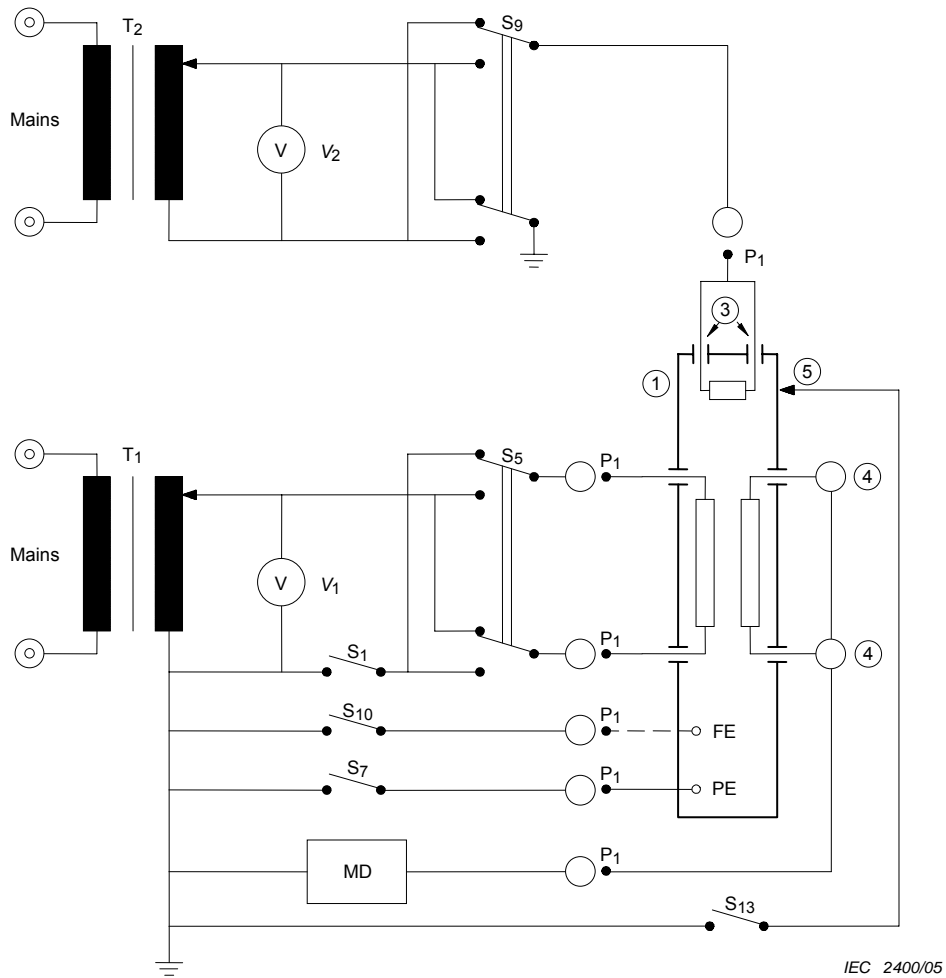 T2
S9
Mains
V
V2
P1
3
1
5
T1
S5
P1
4
Mains
V
V1
S1
P1
4
S10
P1
FE
S7
P1
PE
MD
P1
S13
IEC 2400/05